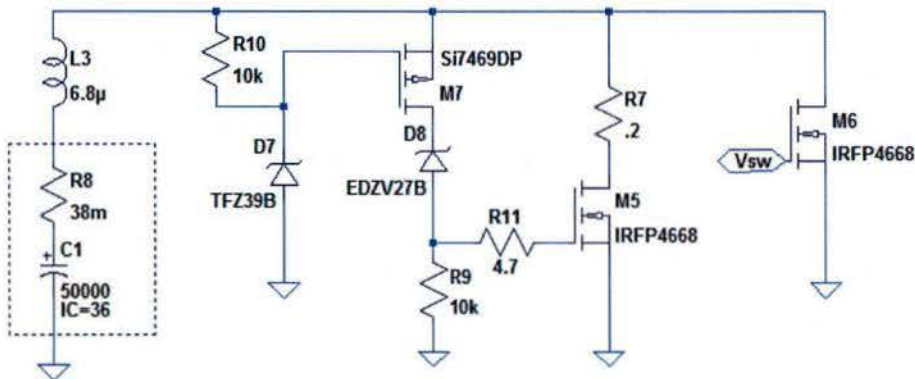 L3
6.8µ
R8
38m
+
C1
50000
IC=36
R10
10k
D7
TFZ39B
Si7469DP
M7
D8
EDZV27B
R11
4.7
R9
10k
R7
.2
M5
IRFP4668
Vsw
M6
IRFP4668